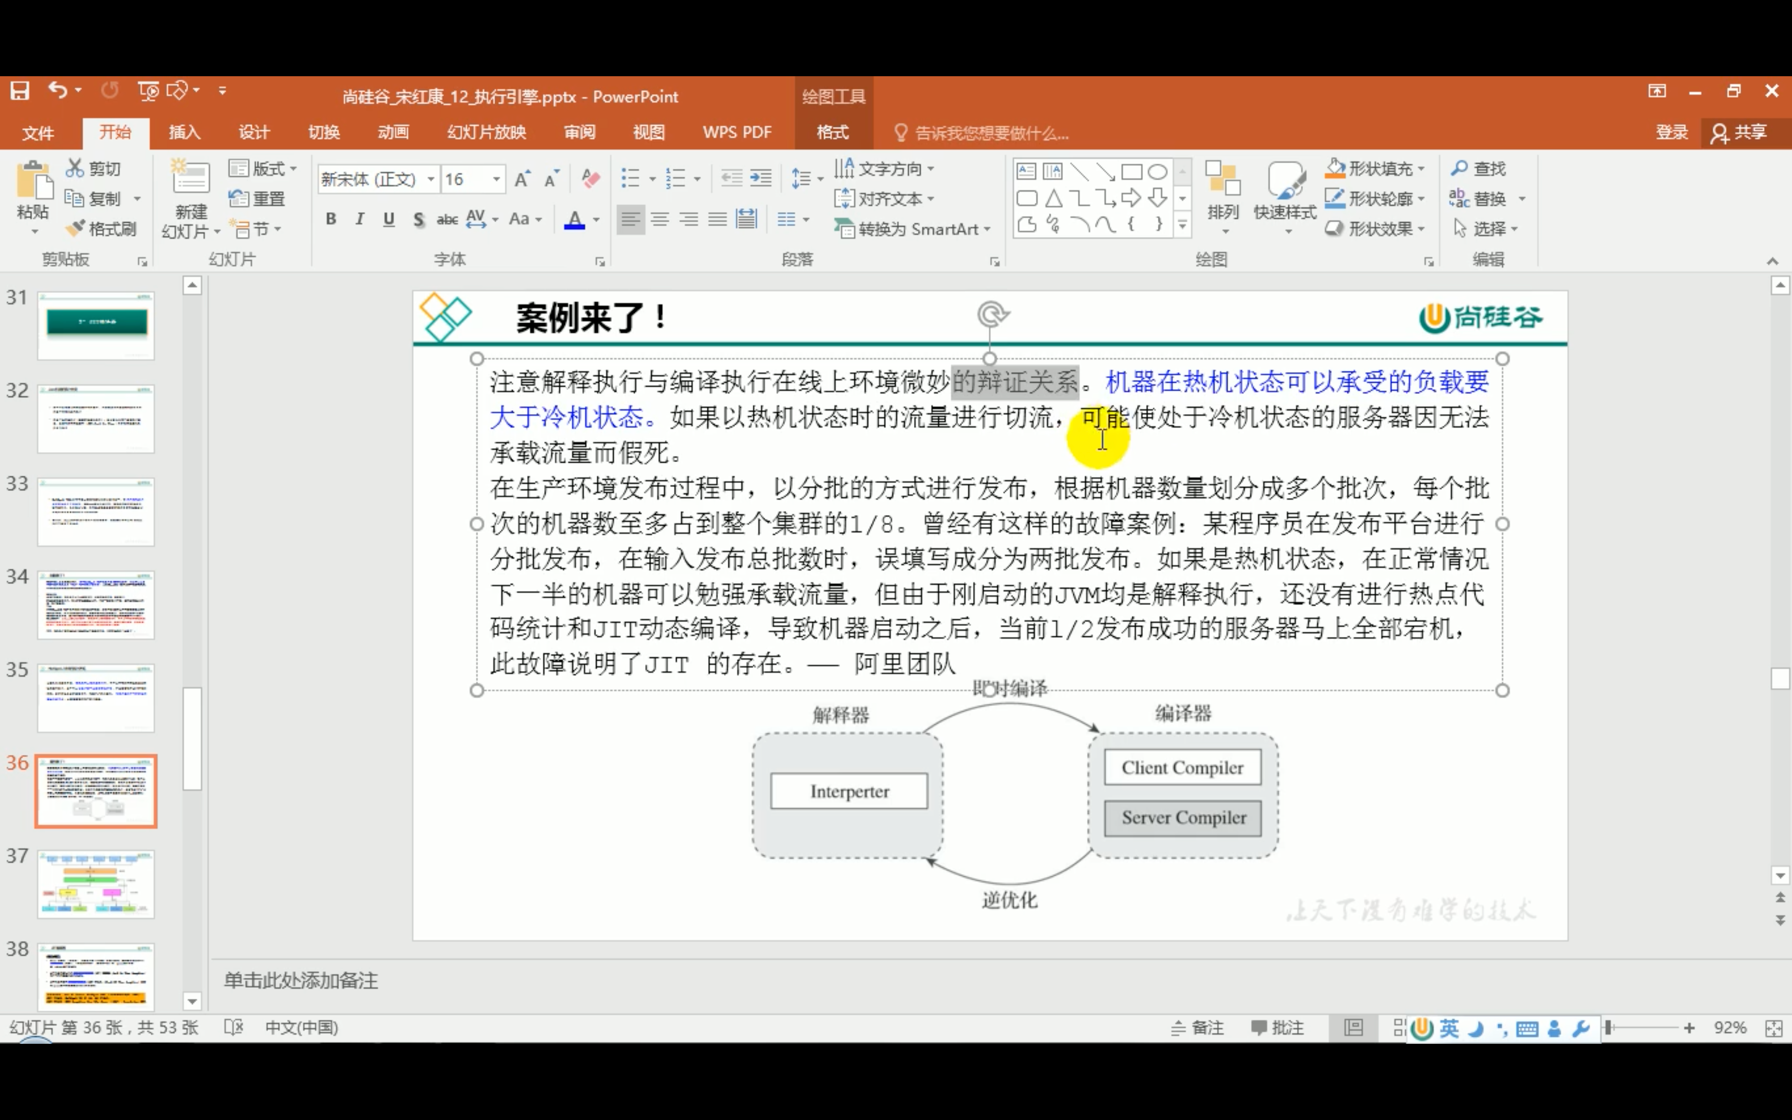 尚硅谷_宋红康_12_执行引擎.pptx - PowerPoint
绘图工具
文件 开始 插入 设计 切换 动画 幻灯片放映 审阅 视图 WPS PDF 格式 告诉我您想要做什么... 登录 共享
粘贴
剪切
复制
格式刷
剪贴板
新建
幻灯片
版式
重置
节
幻灯片
新宋体 (正文) 16
B I U S abc AV Aa A
字体
文字方向
对齐文本
转换为 SmartArt
段落
排列
快速样式
形状填充
形状轮廓
形状效果
绘图
查找
替换
选择
编辑
31
32
33
34
35
36
37
38
案例来了！
尚硅谷
注意解释执行与编译执行在线上环境微妙的辩证关系。机器在热机状态可以承受的负载要
大于冷机状态。如果以热机状态时的流量进行切流，可能使处于冷机状态的服务器因无法
承载流量而假死。
在生产环境发布过程中，以分批的方式进行发布，根据机器数量划分成多个批次，每个批
次的机器数至多占到整个集群的1/8。曾经有这样的故障案例：某程序员在发布平台进行
分批发布，在输入发布总批数时，误填写成分为两批发布。如果是热机状态，在正常情况
下一半的机器可以勉强承载流量，但由于刚启动的JVM均是解释执行，还没有进行热点代
码统计和JIT动态编译，导致机器启动之后，当前1/2发布成功的服务器马上全部宕机，
此故障说明了JIT 的存在。—— 阿里团队
即时编译
解释器
编译器
Interperter
Client Compiler
Server Compiler
逆优化
让天下没有难学的技术
单击此处添加备注
幻灯片 第 36 张，共 53 张 中文(中国) 备注 批注 英 92%